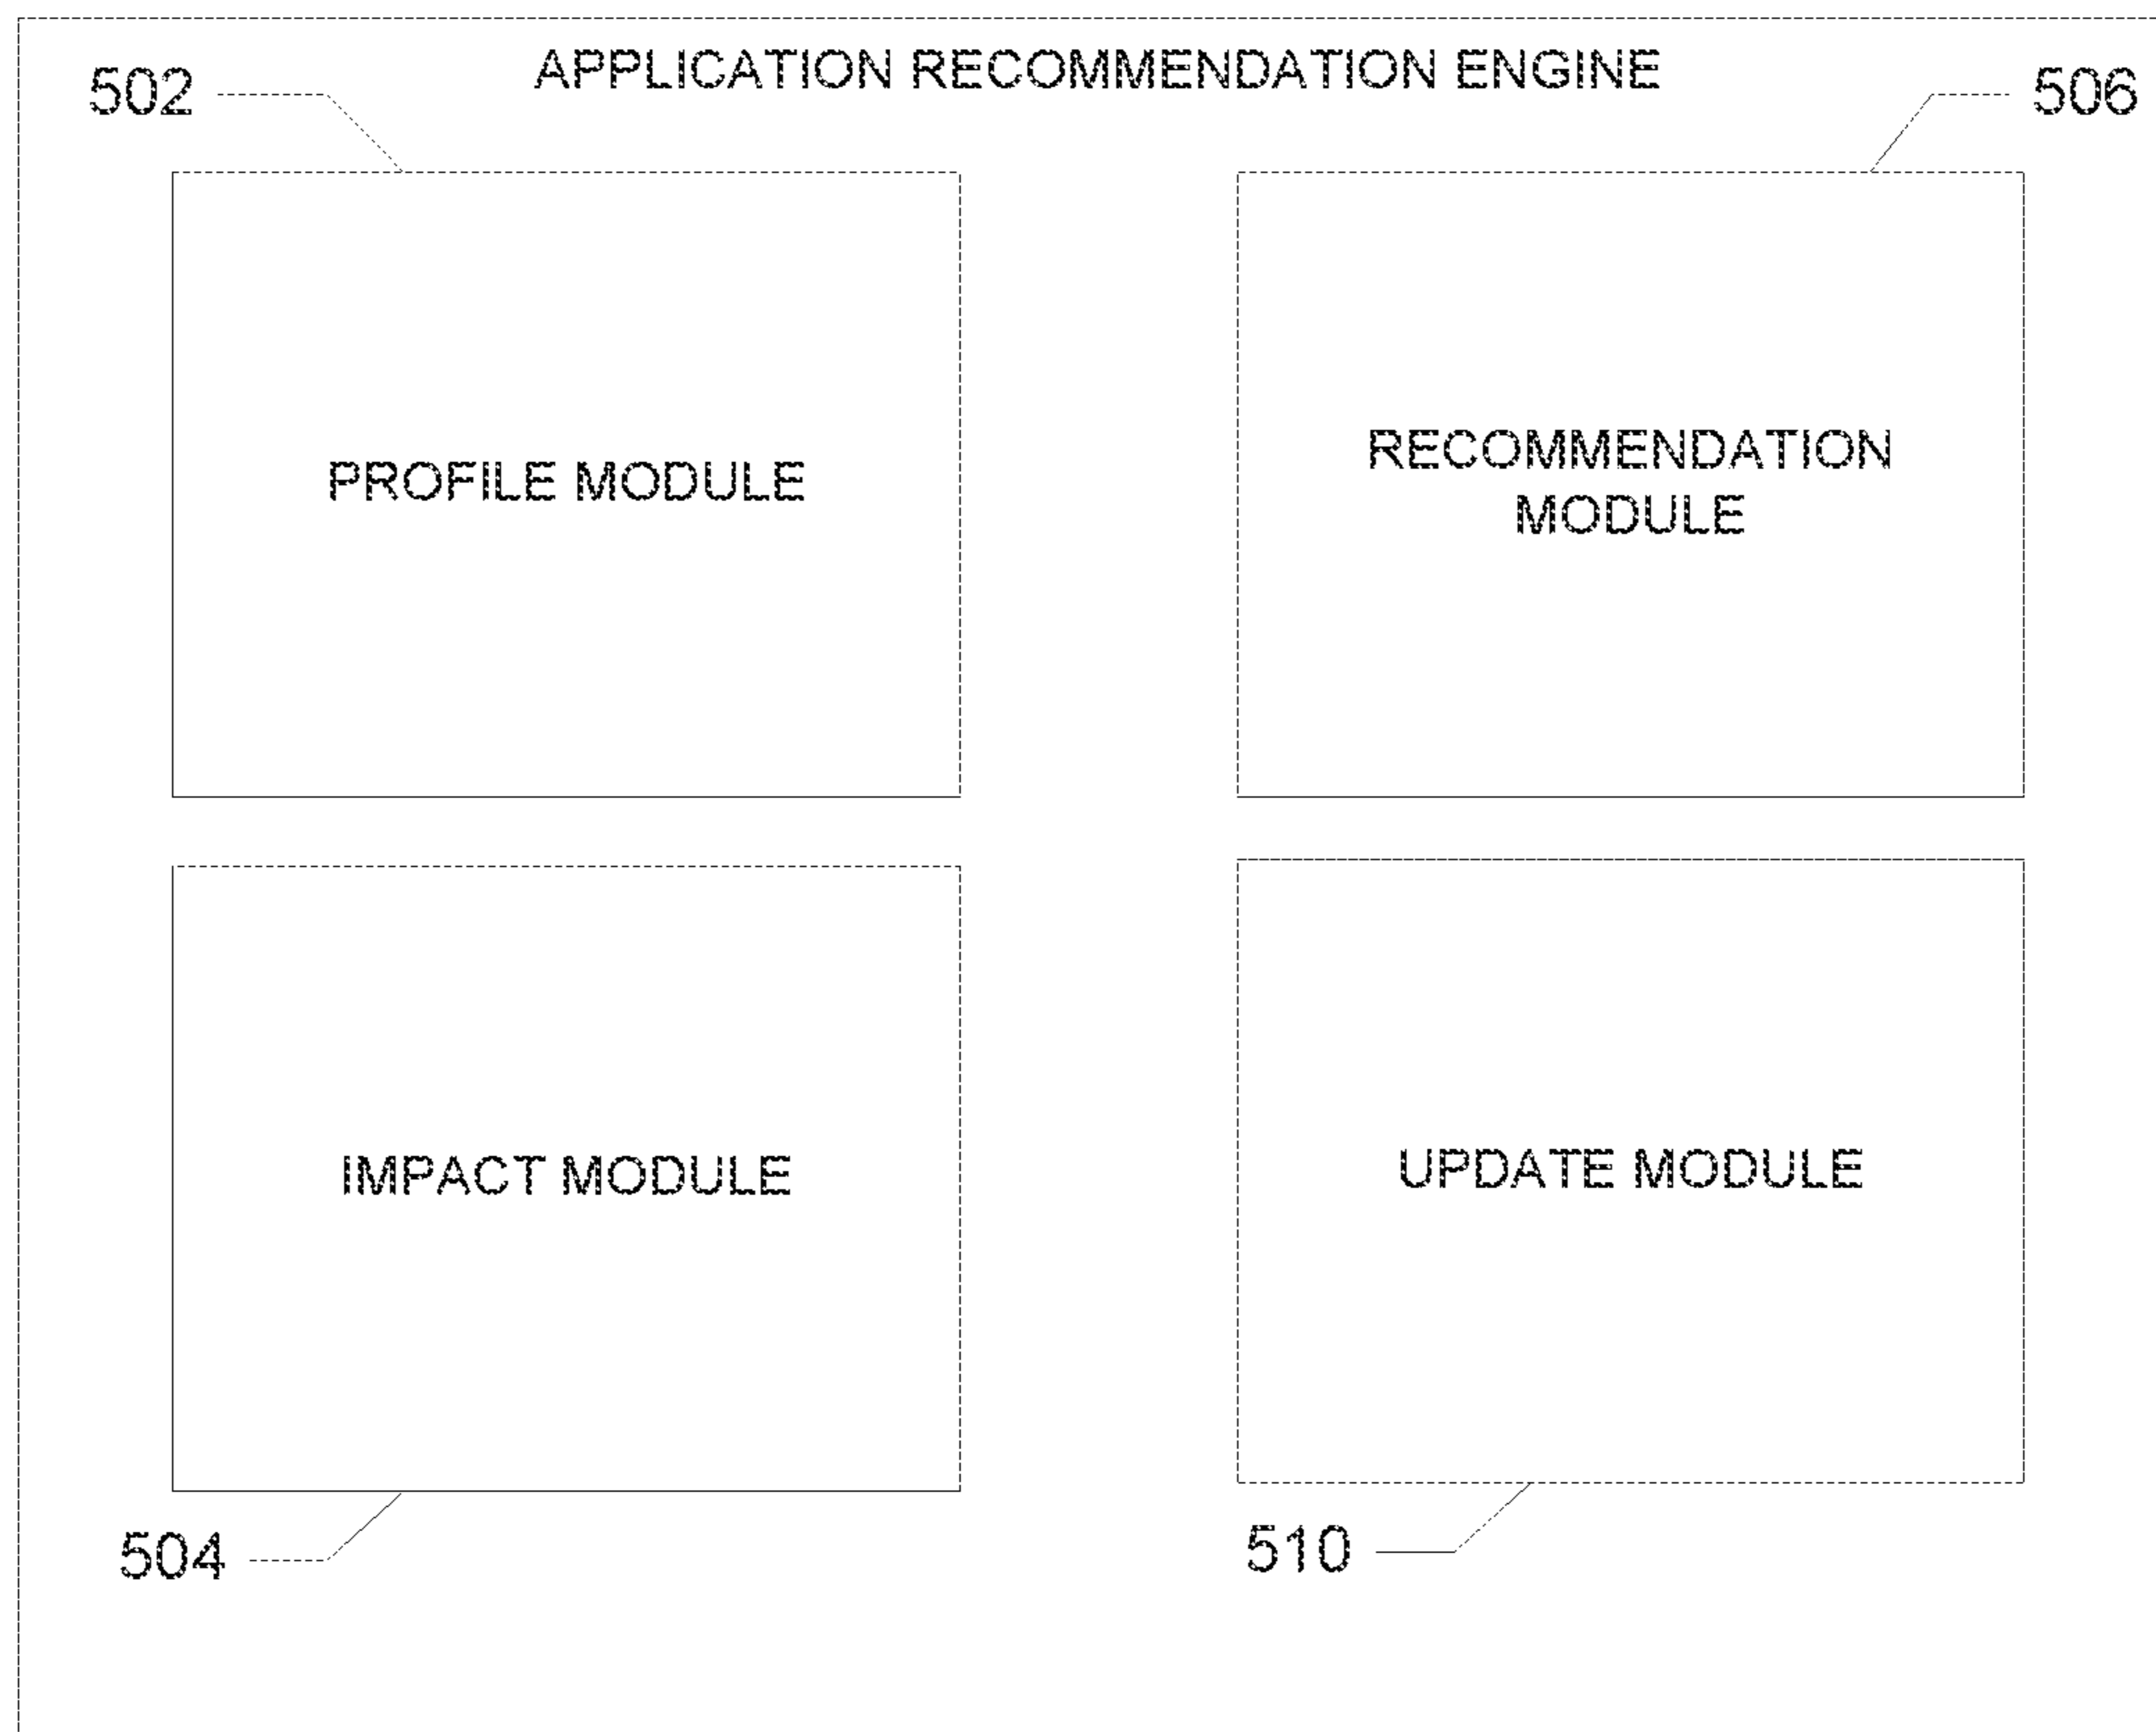 APPLICATION RECOMMENDATION ENGINE
502
506
PROFILE MODULE
RECOMMENDATION
MODULE
IMPACT MODULE
UPDATE MODULE
504
510